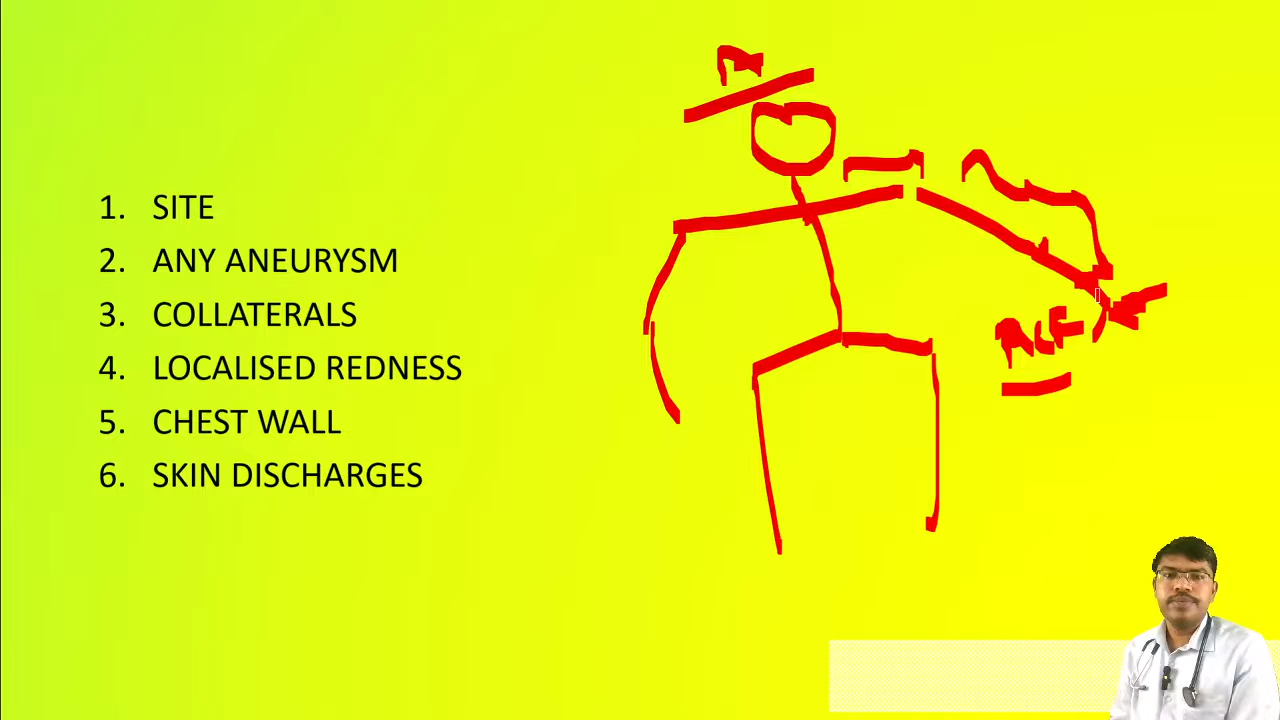 1. SITE
2. ANY ANEURYSM
3. COLLATERALS
4. LOCALISED REDNESS
5. CHEST WALL
6. SKIN DISCHARGES